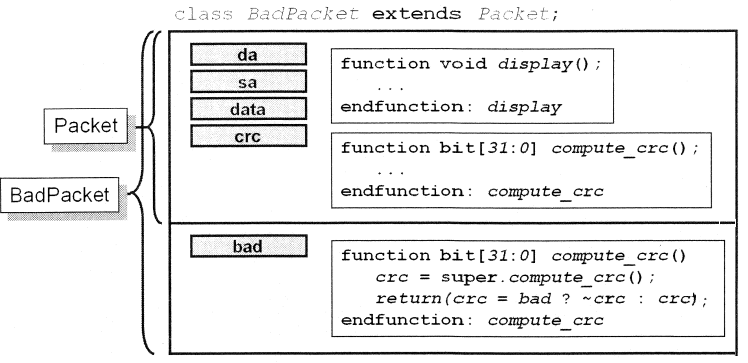 class BadPacket extends Packet;
da
sa
data
crc
function void display();
...
endfunction: display
function bit[31:0] compute_crc();
...
endfunction: compute_crc
Packet
BadPacket
bad
function bit[31:0] compute_crc()
crc = super.compute_crc();
return(crc = bad ? ~crc : crc);
endfunction: compute_crc